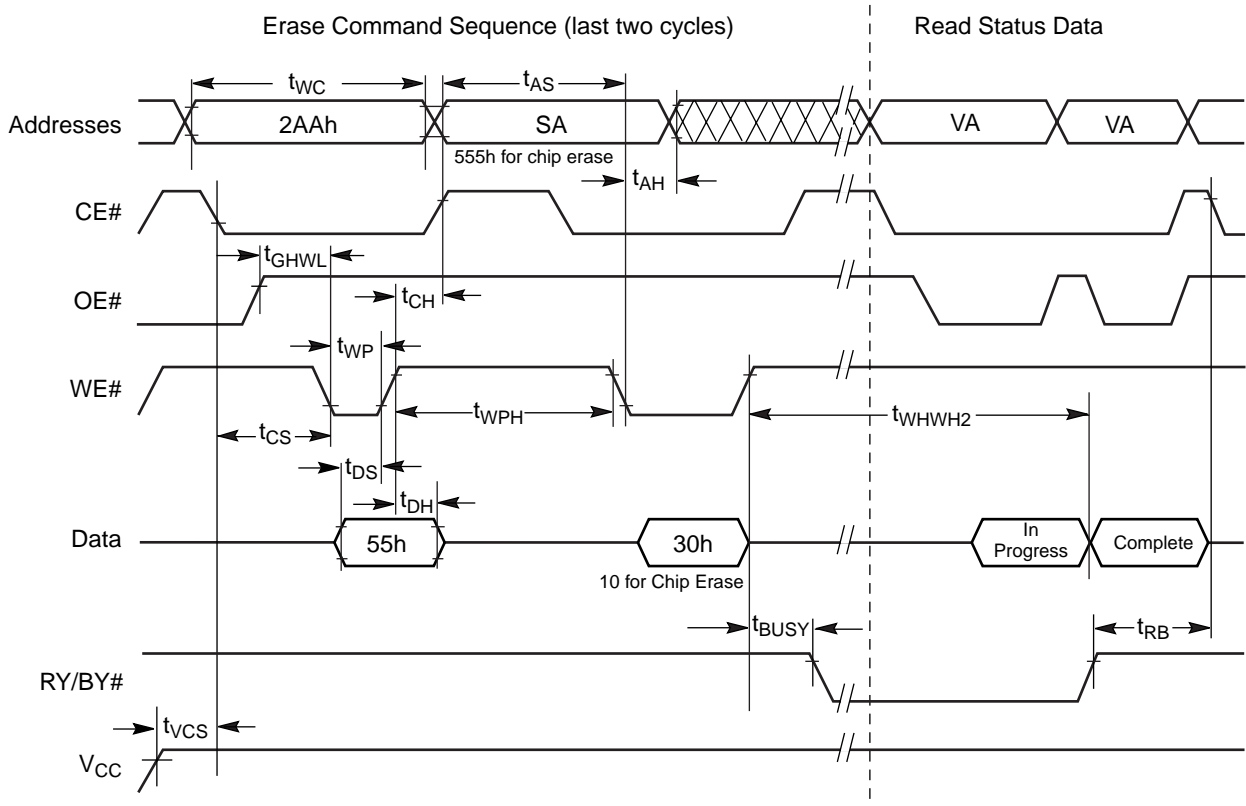 Erase Command Sequence (last two cycles)
Read Status Data
tWC
tAS
Addresses
2AAh
SA
VA
VA
555h for chip erase
tAH
CE#
tGHWL
OE#
tCH
tWP
WE#
tWPH
tWHWH2
tCS
tDS
tDH
Data
55h
30h
In
Progress
Complete
10 for Chip Erase
tBUSY
tRB
RY/BY#
tVCS
VCC